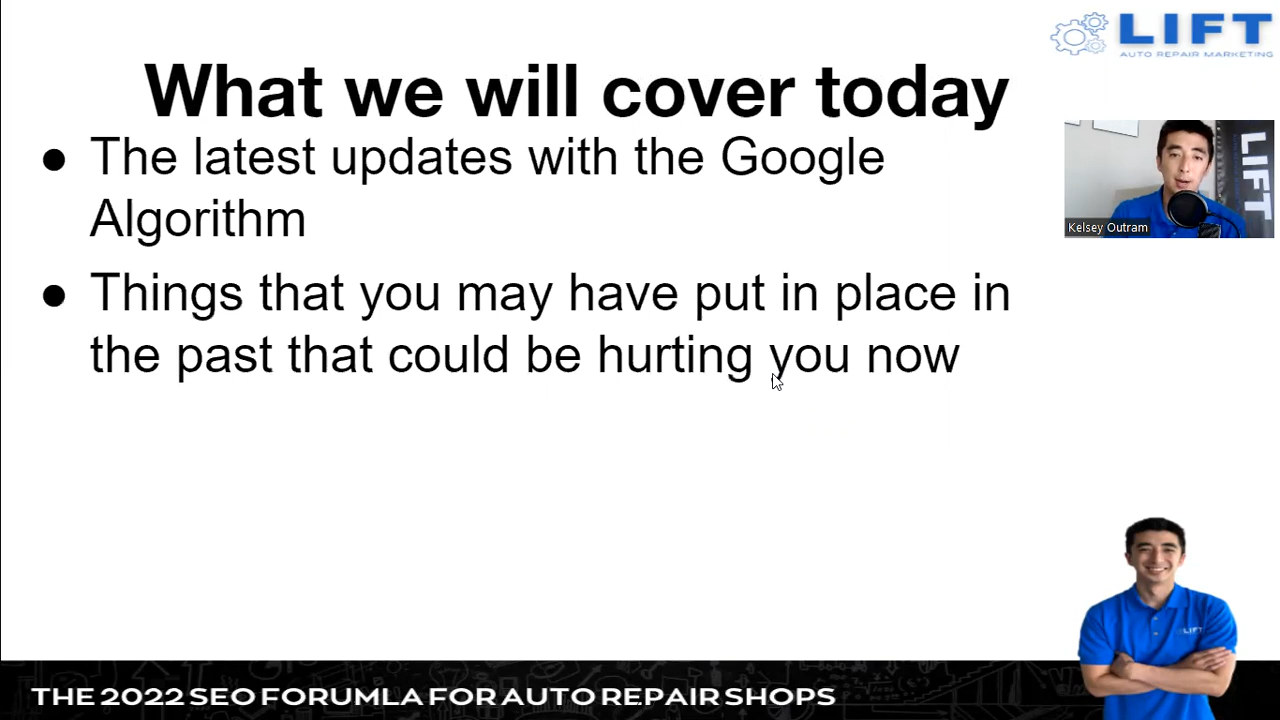 LIFT
AUTO REPAIR MARKETING
What we will cover today
● The latest updates with the Google
Algorithm
● Things that you may have put in place in
the past that could be hurting you now
LIFT
Kelsey Outram
LIFT
THE 2022 SEO FORUMLA FOR AUTO REPAIR SHOPS